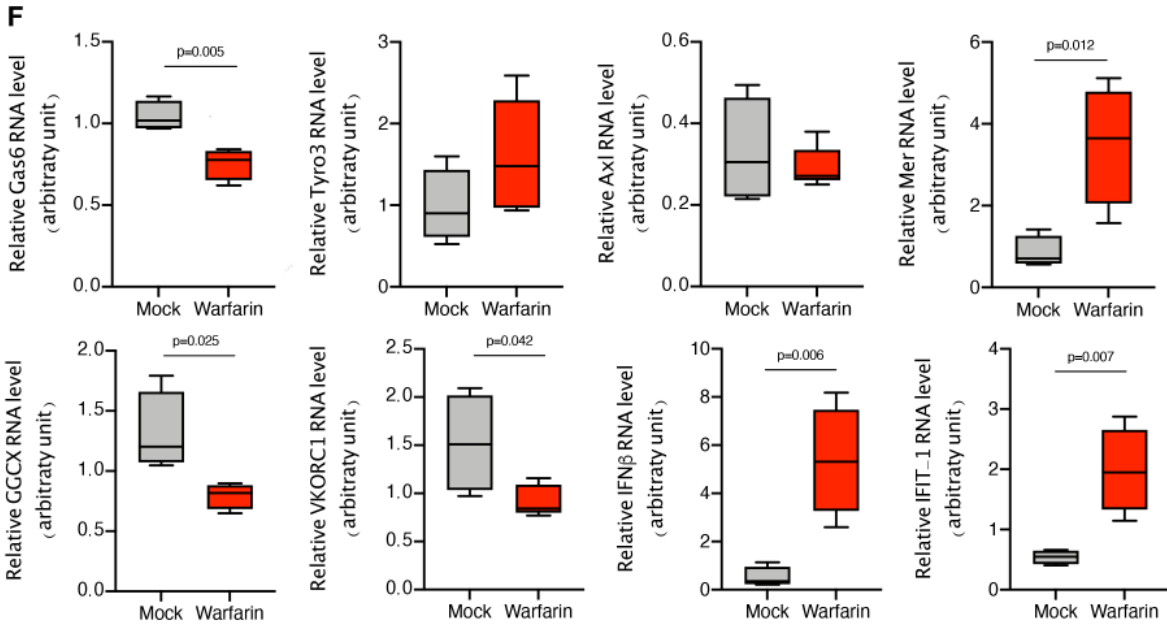 F
Relative Gas6 RNA level
(arbitraty unit)
1.5
1.0
0.5
0.0
p=0.005
Mock Warfarin
Relative Tyro3 RNA level
(arbitraty unit)
3
2
1
0
Mock Warfarin
Relative Axl RNA level
(arbitraty unit)
0.6
0.4
0.2
0.0
Mock Warfarin
Relative Mer RNA level
(arbitraty unit)
6
4
2
0
p=0.012
Mock Warfarin
Relative GGCX RNA level
(arbitraty unit)
2.0
1.5
1.0
0.5
0.0
p=0.025
Mock Warfarin
Relative VKORC1 RNA level
(arbitraty unit)
2.5
2.0
1.5
1.0
0.5
0.0
p=0.042
Mock Warfarin
Relative IFNβ RNA level
(arbitraty unit)
10
8
6
4
2
0
p=0.006
Mock Warfarin
Relative IFIT_1 RNA level
(arbitraty unit)
4
3
2
1
0
p=0.007
Mock Warfarin